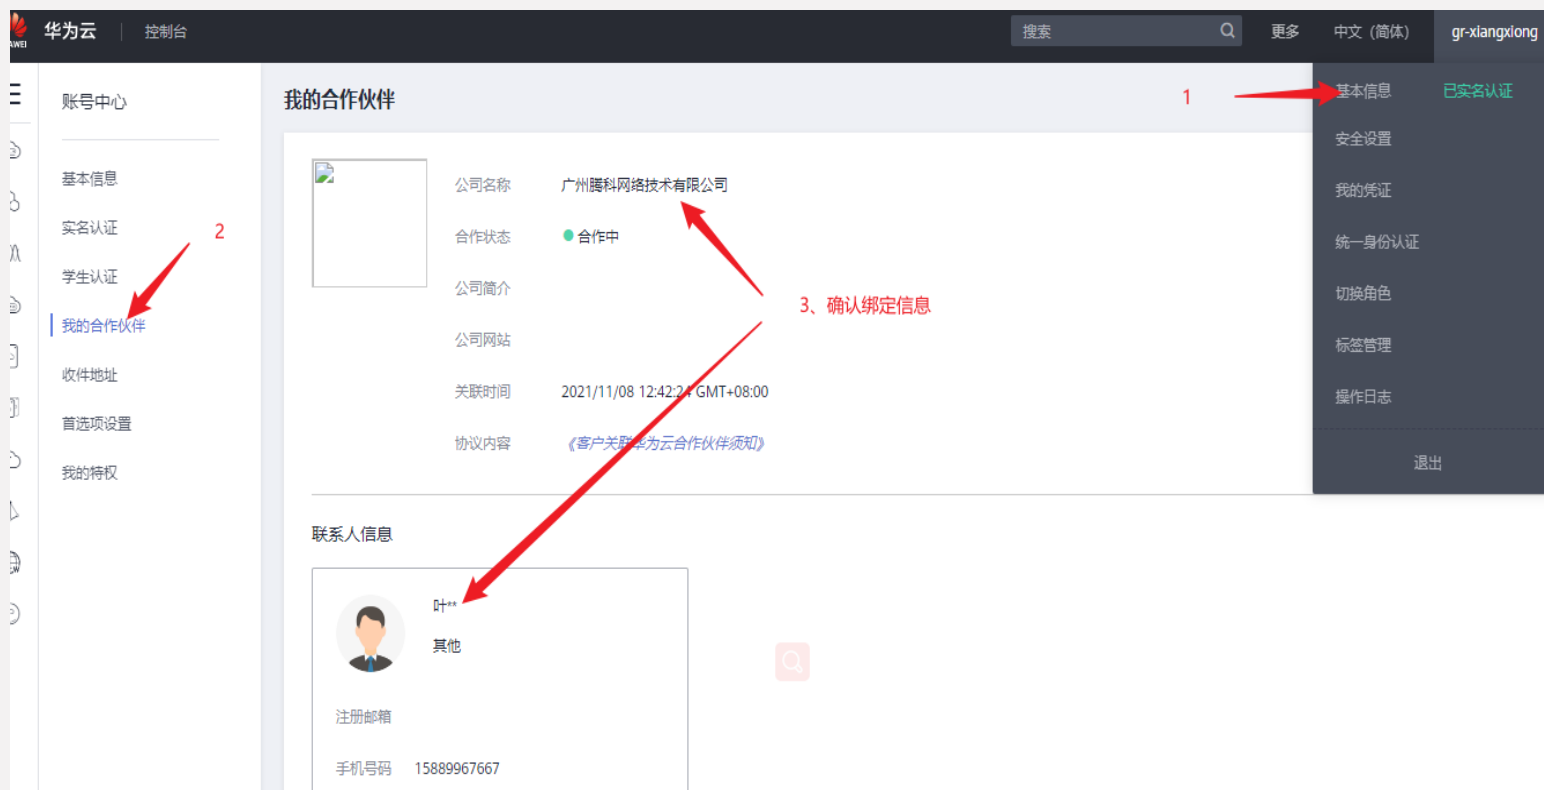 华为云 控制台 搜索 更多 中文（简体） gr-xiangxiong
账号中心
基本信息
实名认证
2
学生认证
我的合作伙伴
收件地址
首选项设置
我的特权
我的合作伙伴
公司名称 广州腾科网络技术有限公司
合作状态 合作中
公司简介
3、确认绑定信息
公司网站
关联时间 2021/11/08 12:42:24 GMT+08:00
协议内容 《客户关联华为云合作伙伴须知》
联系人信息
叶**
其他
注册邮箱
手机号码 15889967667
1
基本信息 已实名认证
安全设置
我的凭证
统一身份认证
切换角色
标签管理
操作日志
退出